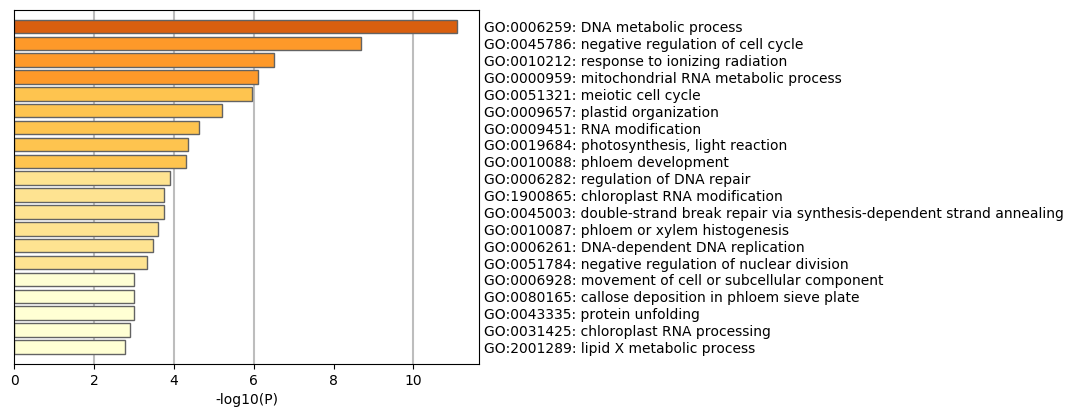 GO:0006259: DNA metabolic process
GO:0045786: negative regulation of cell cycle
GO:0010212: response to ionizing radiation
GO:0000959: mitochondrial RNA metabolic process
GO:0051321: meiotic cell cycle
GO:0009657: plastid organization
GO:0009451: RNA modification
GO:0019684: photosynthesis, light reaction
GO:0010088: phloem development
GO:0006282: regulation of DNA repair
GO:1900865: chloroplast RNA modification
GO:0045003: double-strand break repair via synthesis-dependent strand annealing
GO:0010087: phloem or xylem histogenesis
GO:0006261: DNA-dependent DNA replication
GO:0051784: negative regulation of nuclear division
GO:0006928: movement of cell or subcellular component
GO:0080165: callose deposition in phloem sieve plate
GO:0043335: protein unfolding
GO:0031425: chloroplast RNA processing
GO:2001289: lipid X metabolic process
0 2 4 6 8 10
-log10(P)